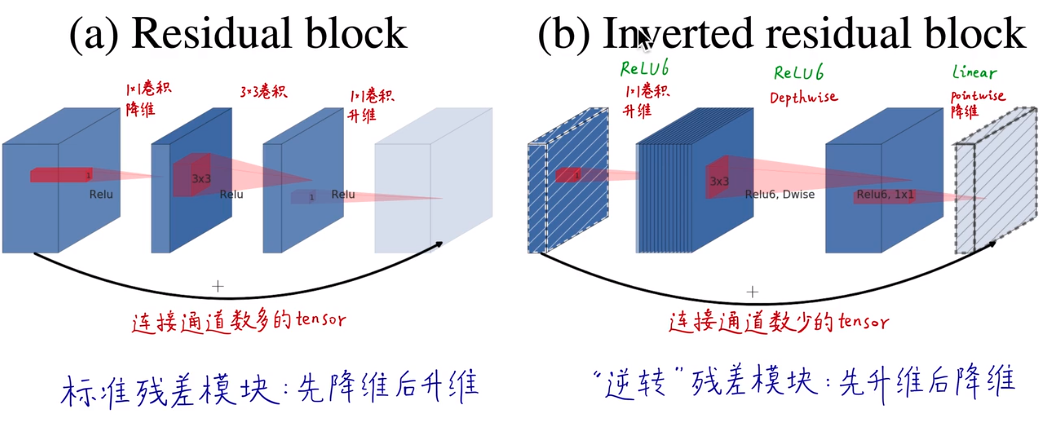 (a) Residual block
1×1卷积
降维
3×3卷积
1×1卷积
升维
1
Relu
3x3
Relu
1
Relu
+
连接通道数多的tensor
标准残差模块:先降维后升维
(b) Inverted residual block
ReLU6
1×1卷积
升维
ReLU6
Depthwise
Linear
pointwise
降维
3x3
Relu6, Dwise
Relu6, 1x1
+
连接通道数少的tensor
“逆转”残差模块:先升维后降维